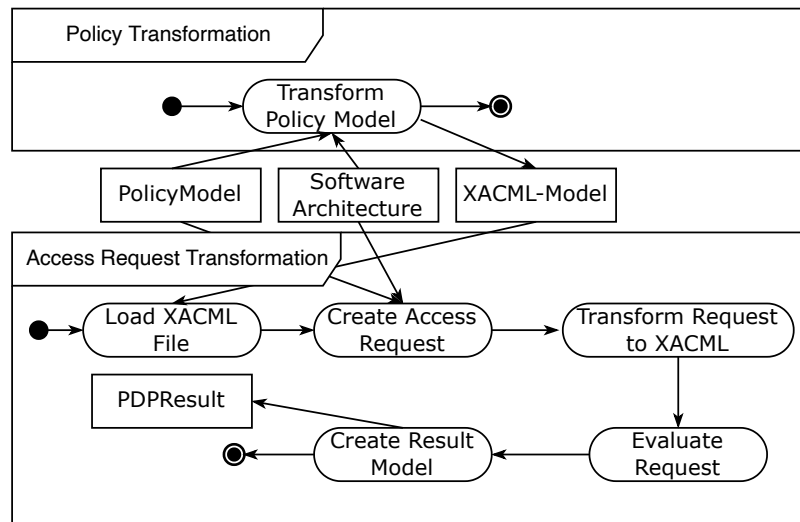 Policy Transformation
Transform
Policy Model
PolicyModel
Software
Architecture
XACML-Model
Access Request Transformation
Load XACML
File
Create Access
Request
Transform Request
to XACML
PDPResult
Create Result
Model
Evaluate
Request